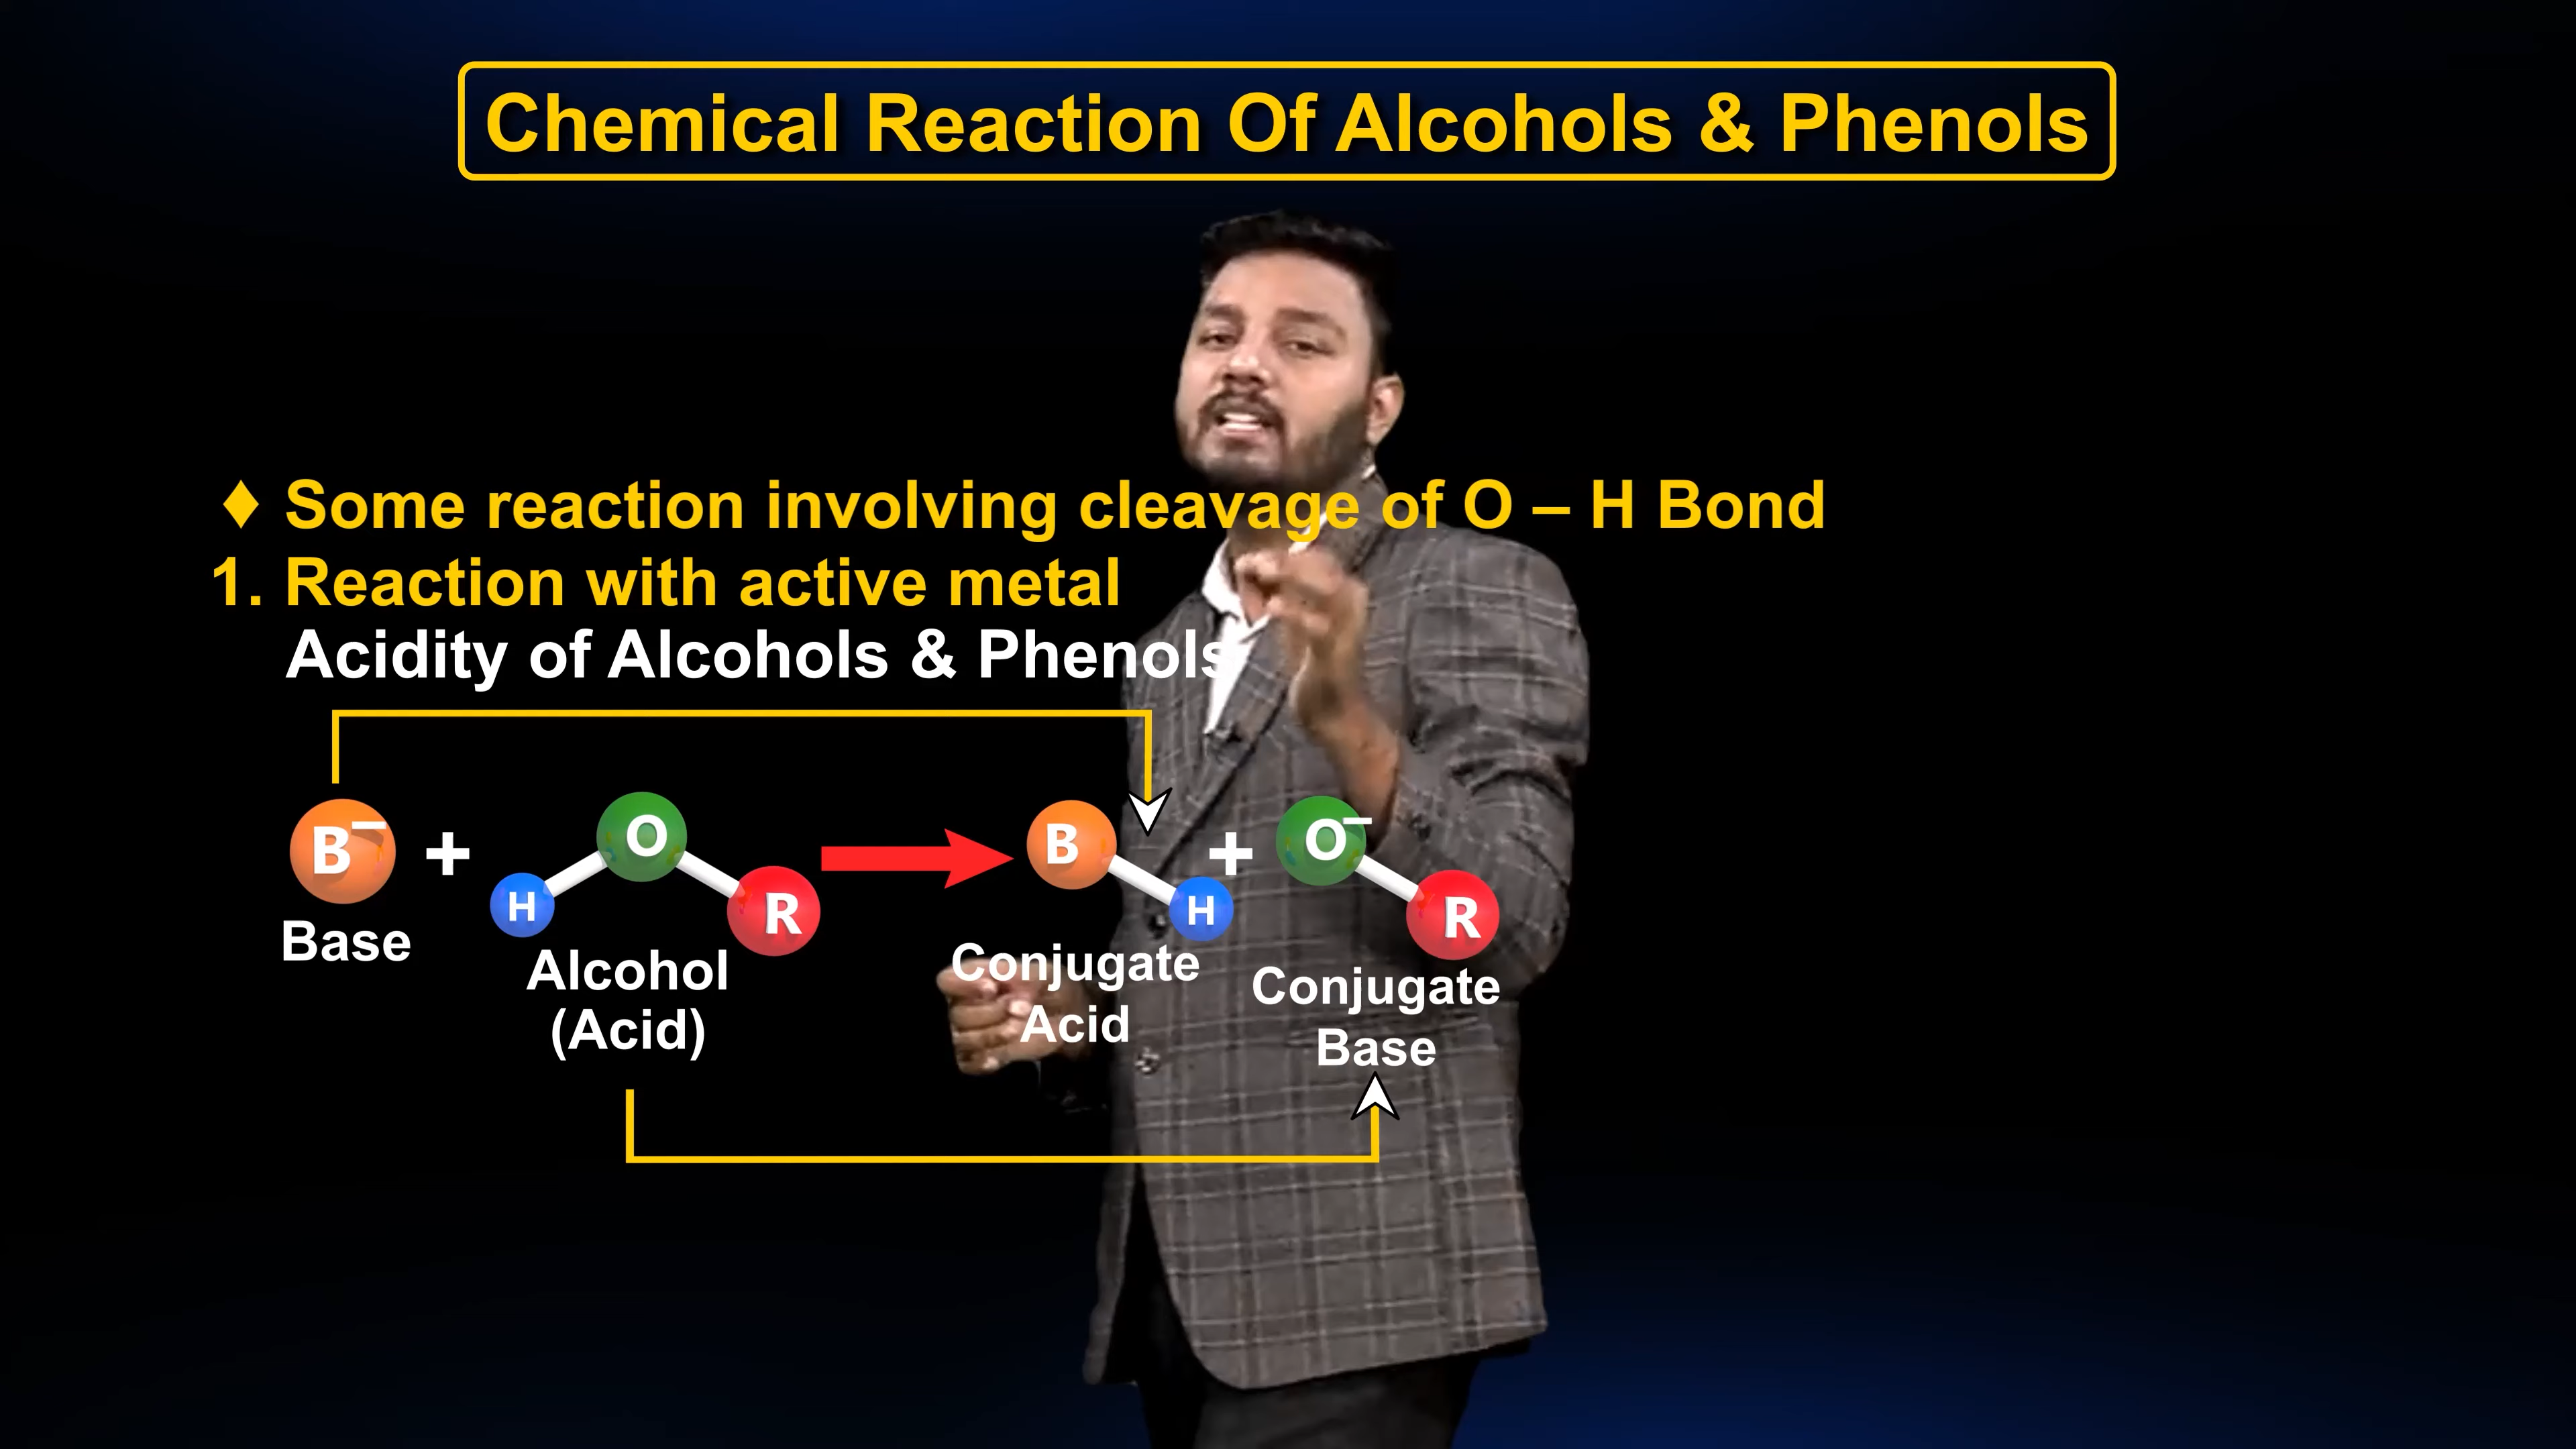 Chemical Reaction Of Alcohols & Phenols
♦ Some reaction involving cleavage of O – H Bond
1. Reaction with active metal
Acidity of Alcohols & Phenols
B⁻ + H O R B H + O⁻ R
Base
Alcohol
(Acid)
Conjugate
Acid
Conjugate
Base